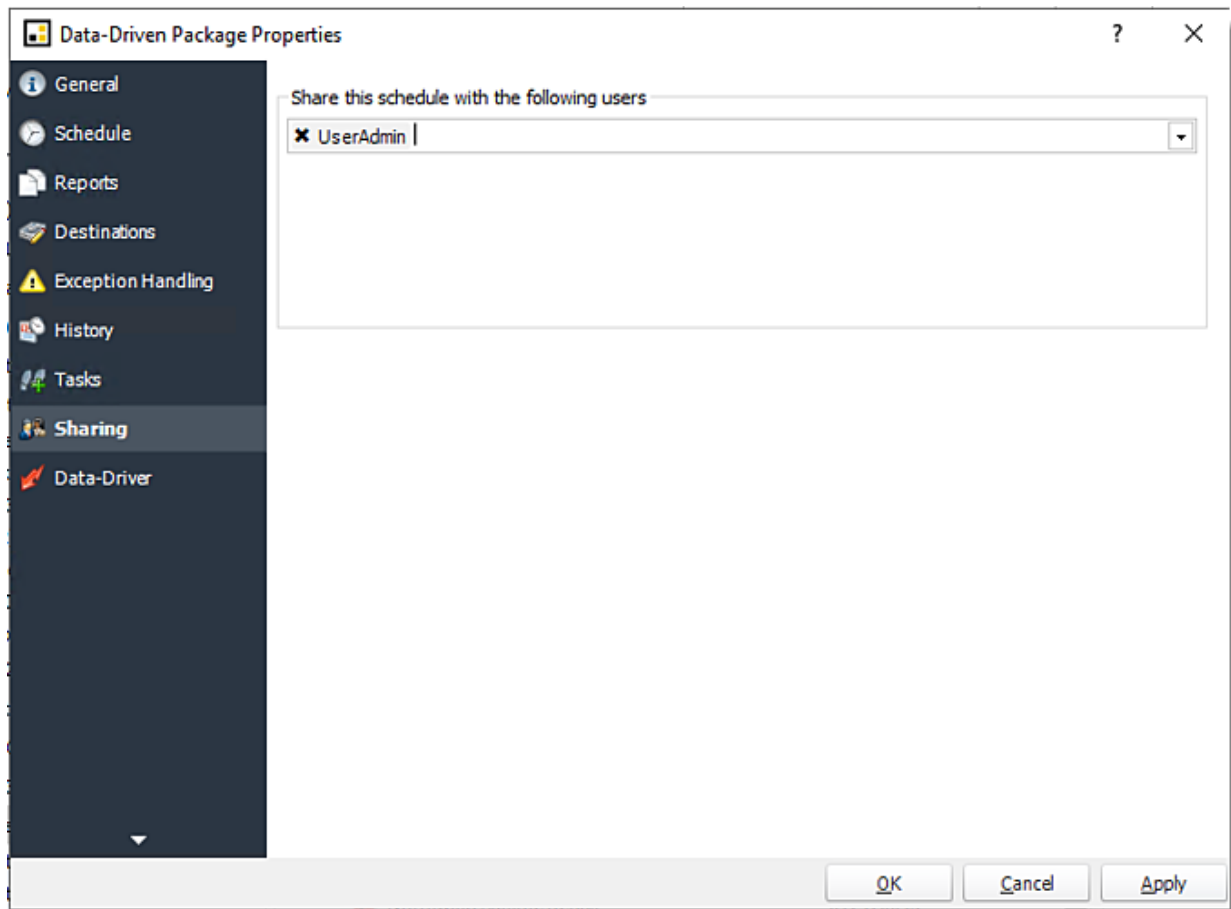 Data-Driven Package Properties ?
General
Schedule
Reports
Destinations
Exception Handling
History
Tasks
Sharing
Data-Driver
Share this schedule with the following users
UserAdmin
OK
Cancel
Apply